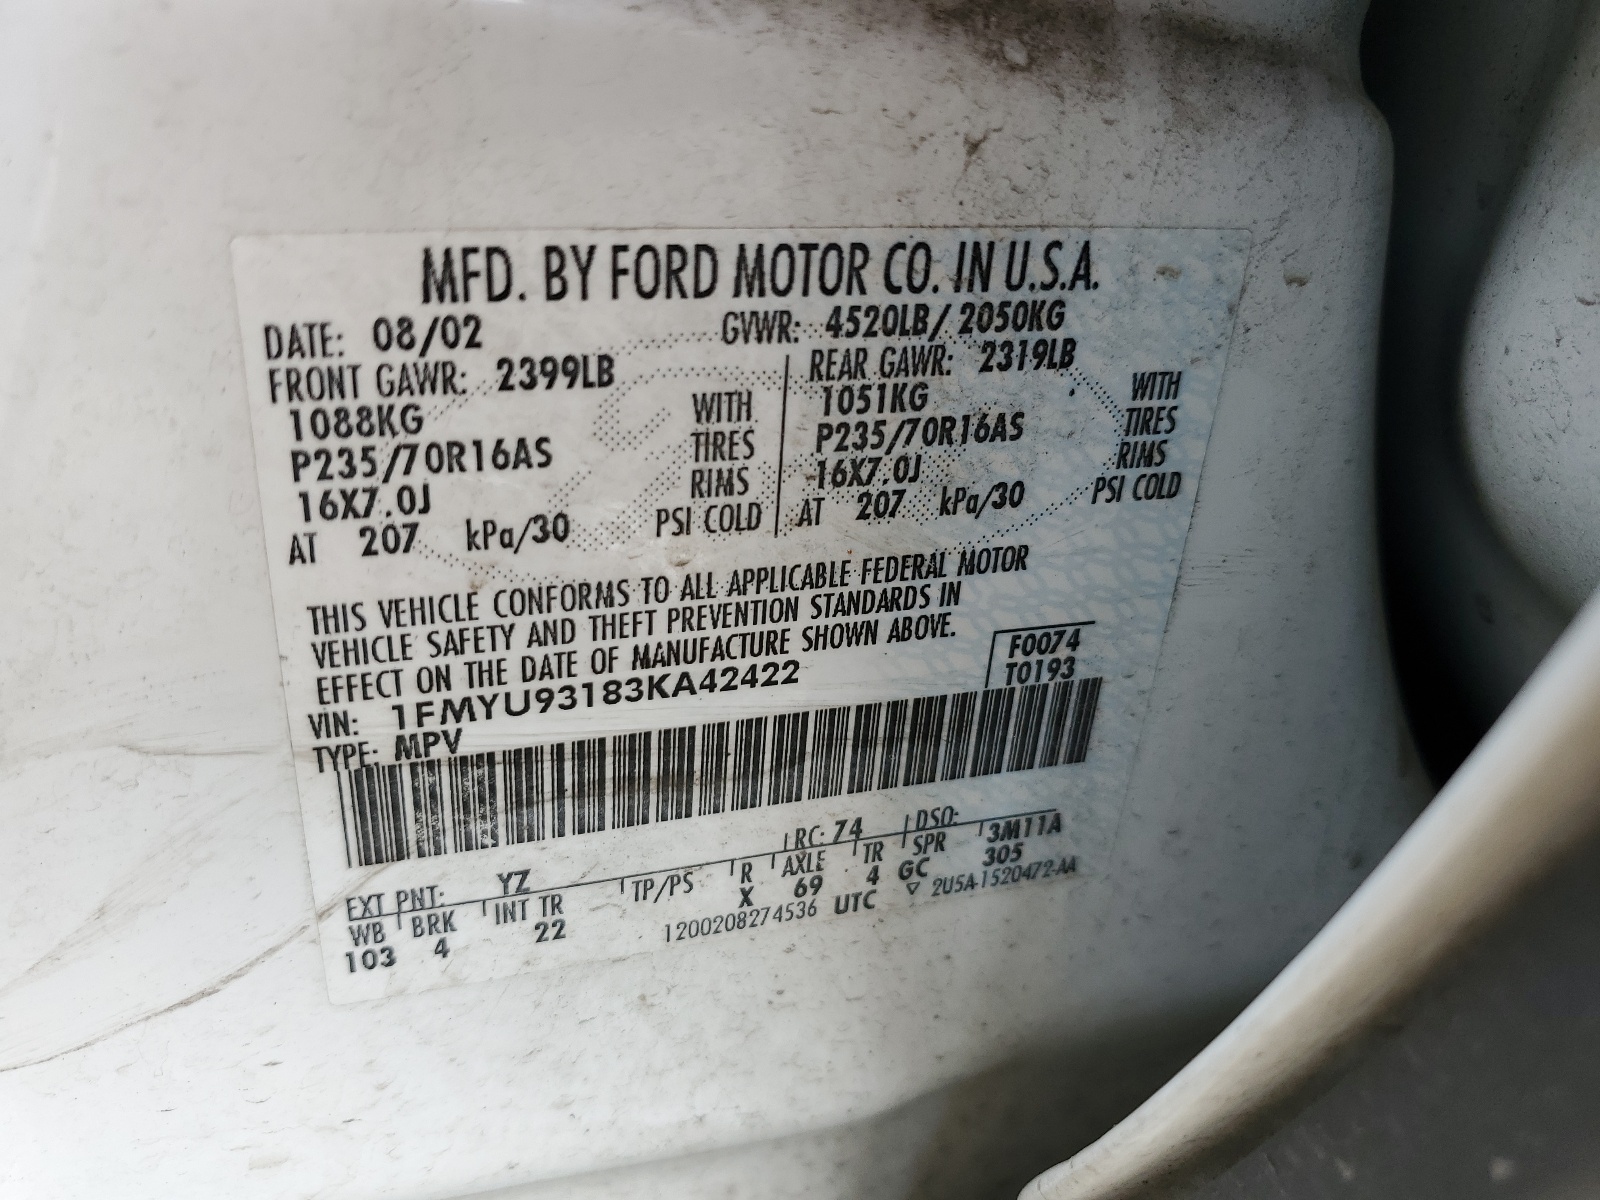 MFD. BY FORD MOTOR CO. IN U.S.A.
DATE: 08/02 GVWR: 4520LB/ 2050KG
FRONT GAWR: 2399LB REAR GAWR: 2319LB
1088KG WITH 1051KG WITH
P235/70R16AS TIRES P235/70R16AS TIRES
16X7.0J RIMS 16X7.0J RIMS
AT 207 kPa/30 PSI COLD AT 207 kPa/30 PSI COLD
THIS VEHICLE CONFORMS TO ALL APPLICABLE FEDERAL MOTOR
VEHICLE SAFETY AND THEFT PREVENTION STANDARDS IN
EFFECT ON THE DATE OF MANUFACTURE SHOWN ABOVE.
F0074
VIN: 1FMYU93183KA42422 T0193
TYPE: MPV
EXT PNT: YZ RC: 74 DSO:
WB BRK INT TR TP/PS R AXLE TR SPR 3M11A
103 4 22 X 69 4 GC 305
1200208274536 UTC ▽ 2U5A-1520472-AA